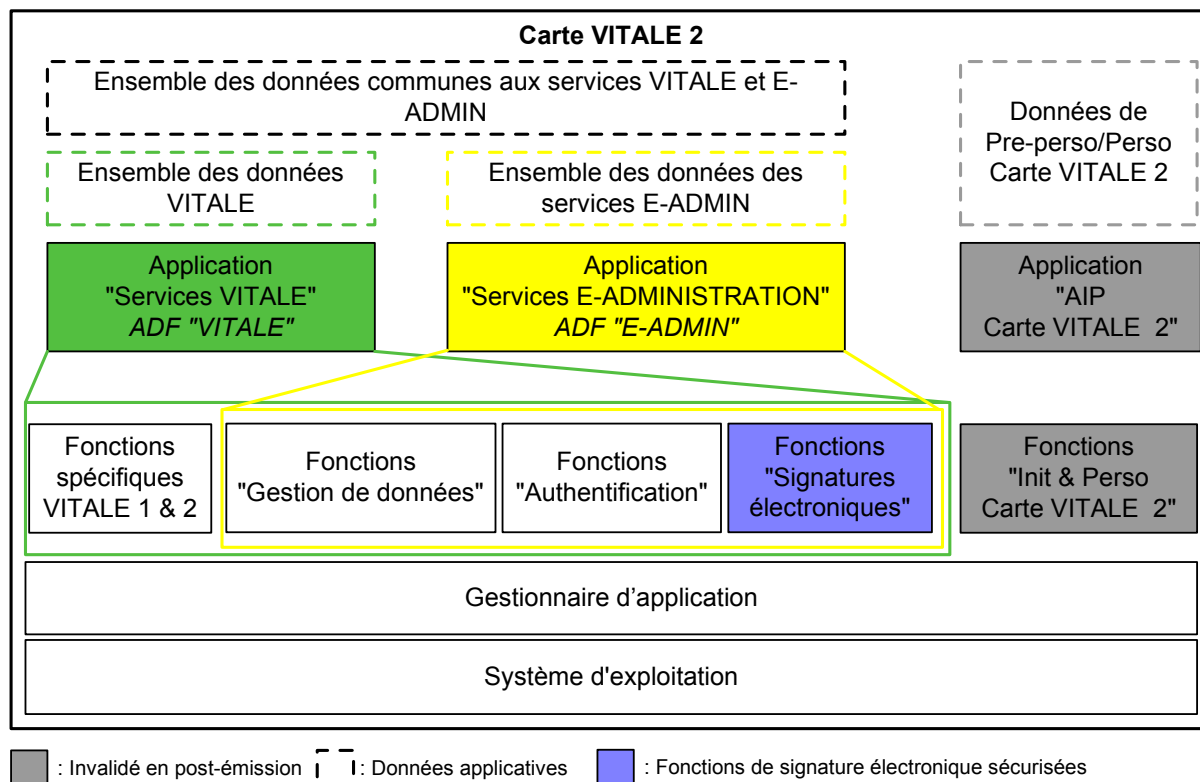 Carte VITALE 2
Ensemble des données communes aux services VITALE et E-
ADMIN
Données de
Pre-perso/Perso
Carte VITALE 2
Ensemble des données
VITALE
Ensemble des données des
services E-ADMIN
Application
"Services VITALE"
ADF "VITALE"
Application
"Services E-ADMINISTRATION"
ADF "E-ADMIN"
Application
"AIP
Carte VITALE 2"
Fonctions
spécifiques
VITALE 1 & 2
Fonctions
"Gestion de données"
Fonctions
"Authentification"
Fonctions
"Signatures
électroniques"
Fonctions
"Init & Perso
Carte VITALE 2"
Gestionnaire d’application
Système d'exploitation
: Invalidé en post-émission
: Données applicatives
: Fonctions de signature électronique sécurisées